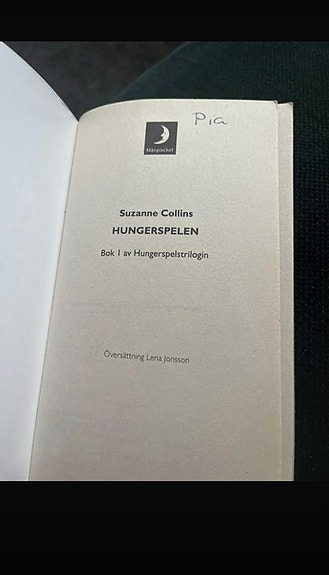 Pia
Månpocket
Suzanne Collins
HUNGERSPELEN
Bok 1 av Hungerspelstrilogin
Översättning Lena Jonsson